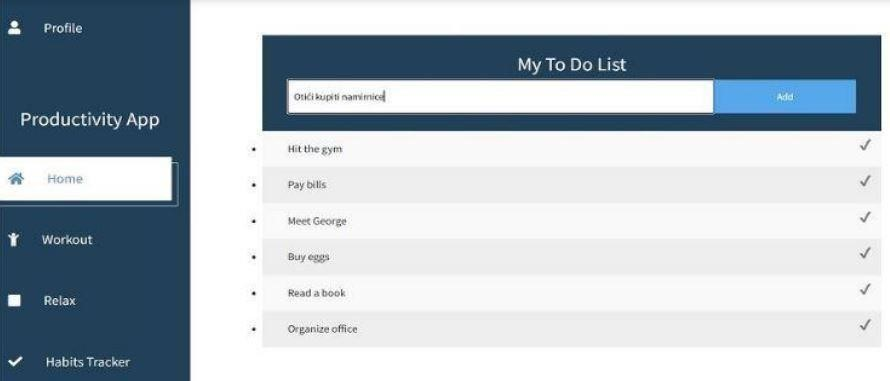 Profile
Productivity App
Home
Workout
Relax
Habits Tracker
My To Do List
Otići kupiti namirnice
Add
Hit the gym
Pay bills
Meet George
Buy eggs
Read a book
Organize office